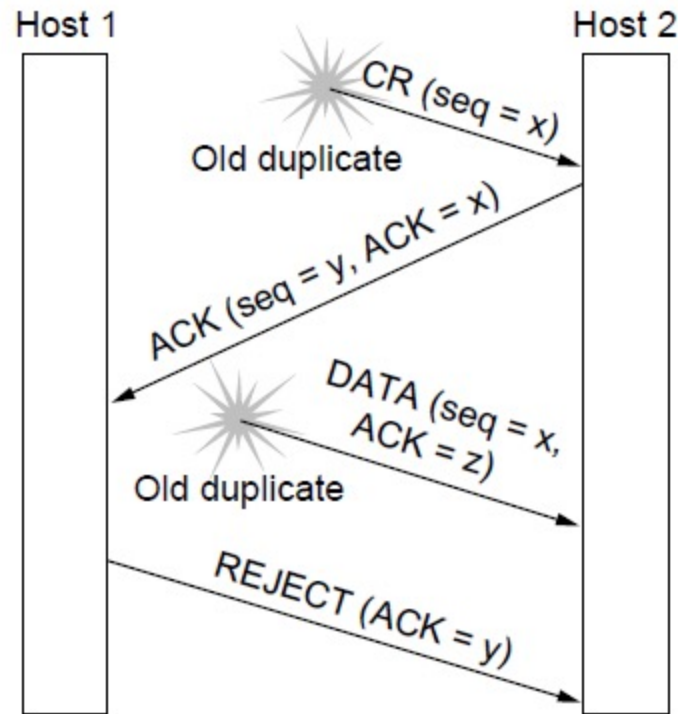 Host 1
Host 2
CR (seq = x)
Old duplicate
ACK (seq = y, ACK = x)
DATA (seq = x,
ACK = z)
Old duplicate
REJECT (ACK = y)